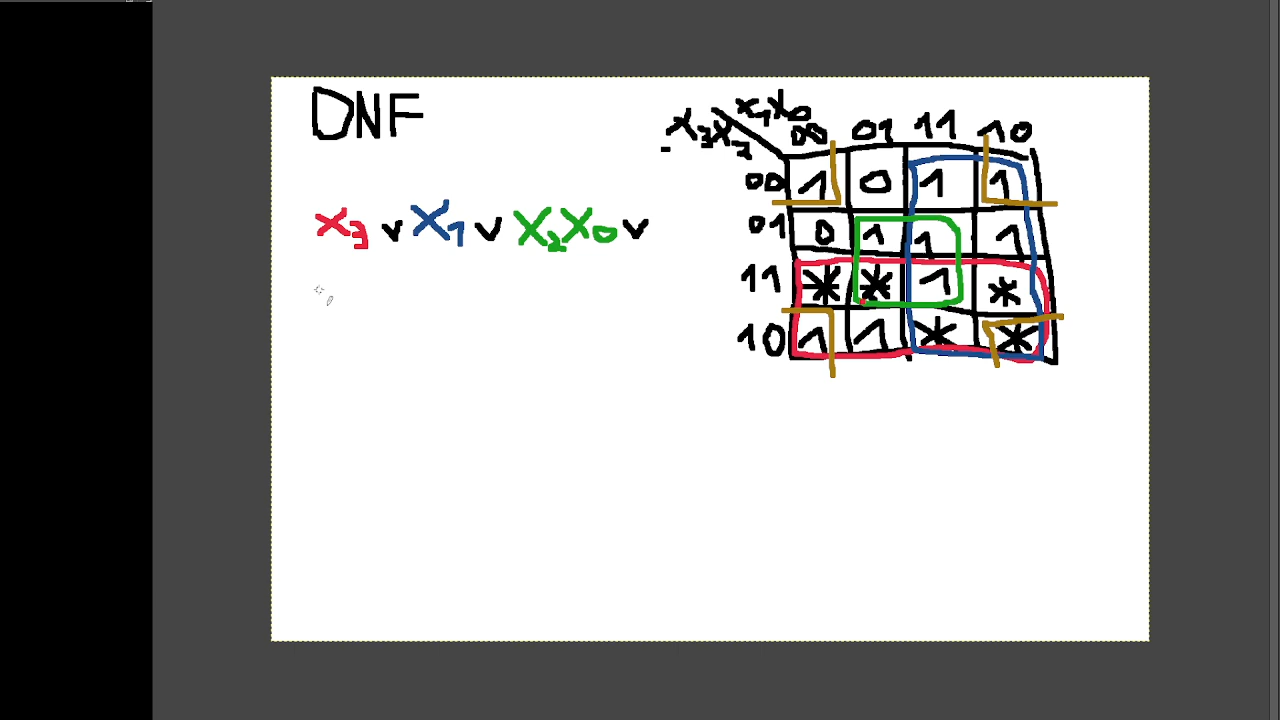 DNF
x₁x₀
x₃x₂
00 01 11 10
00 1 0 1 1
01 0 1 1 1
11 * * 1 *
10 1 1 * *
x₃ v x₁ v x₂x₀ v